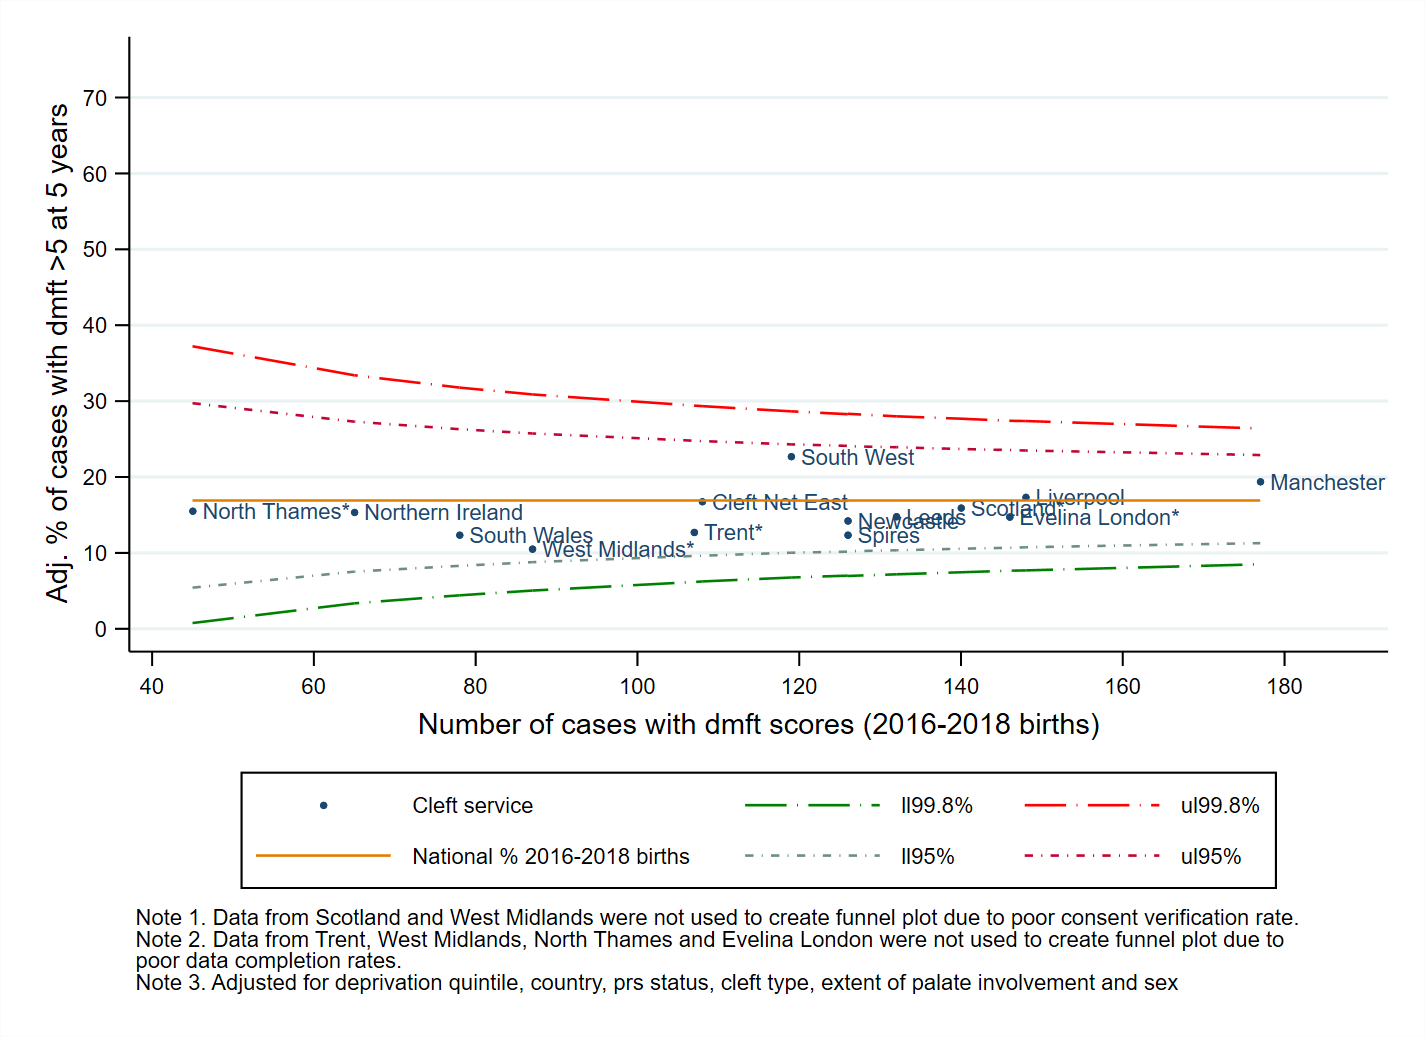 Adj. % of cases with dmft >5 at 5 years
70
60
50
40
30
20
10
0
South West
Manchester
Liverpool
Cleft Net East
Scotland*
North Thames*
Northern Ireland
Evelina London*
Leeds
Newcastle
Trent*
South Wales
Spires
West Midlands*
40 60 80 100 120 140 160 180
Number of cases with dmft scores (2016-2018 births)
Cleft service ll99.8% ul99.8%
National % 2016-2018 births ll95% ul95%
Note 1. Data from Scotland and West Midlands were not used to create funnel plot due to poor consent verification rate.
Note 2. Data from Trent, West Midlands, North Thames and Evelina London were not used to create funnel plot due to
poor data completion rates.
Note 3. Adjusted for deprivation quintile, country, prs status, cleft type, extent of palate involvement and sex